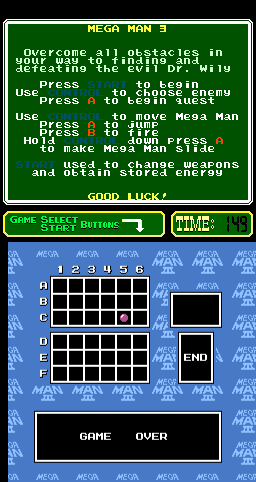 MEGA MAN 3
Overcome all obstacles in
your way to finding and
defeating the evil Dr. Wily
Press START to begin
Use CONTROL to choose enemy
Press A to begin quest
Use CONTROL to move Mega Man
Press A to jump
Press B to fire
Hold CONTROL down press A
to make Mega Man slide
START used to change weapons
and obtain stored energy
GOOD LUCK!
GAME SELECT
START BUTTONS
TIME: 149
1 2 3 4 5 6
A
B
C
D
E
F
END
GAME OVER
MEGA
MAN
III